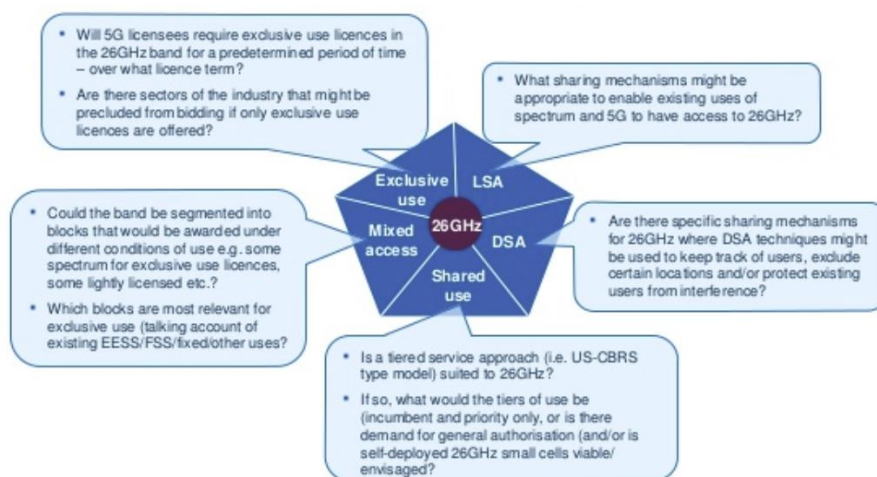 • Will 5G licensees require exclusive use licences in
the 26GHz band for a predetermined period of time
– over what licence term?
• Are there sectors of the industry that might be
precluded from bidding if only exclusive use
licences are offered?
• What sharing mechanisms might be
appropriate to enable existing uses of
spectrum and 5G to have access to 26GHz?
Exclusive
use
LSA
• Could the band be segmented into
blocks that would be awarded under
different conditions of use e.g. some
spectrum for exclusive use licences,
some lightly licensed etc.?
• Which blocks are most relevant for
exclusive use (talking account of
existing EESS/FSS/fixed/other uses?
Mixed
access
26GHz
DSA
Shared
use
• Are there specific sharing mechanisms
for 26GHz where DSA techniques might
be used to keep track of users, exclude
certain locations and/or protect existing
users from interference?
• Is a tiered service approach (i.e. US-CBRS
type model) suited to 26GHz?
• If so, what would the tiers of use be
(incumbent and priority only, or is there
demand for general authorisation (and/or is
self-deployed 26GHz small cells viable/
envisaged?